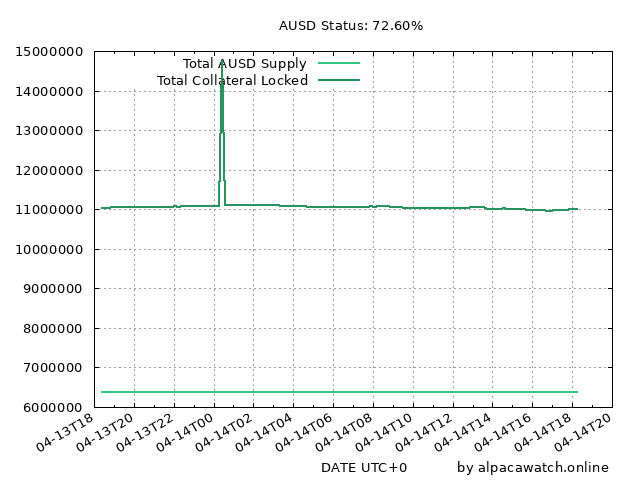 AUSD Status: 72.60%
15000000
14000000
13000000
12000000
11000000
10000000
9000000
8000000
7000000
6000000
Total AUSD Supply
Total Collateral Locked
04-13T18
04-13T20
04-13T22
04-14T00
04-14T02
04-14T04
04-14T06
04-14T08
04-14T10
04-14T12
04-14T14
04-14T16
04-14T18
04-14T20
DATE UTC+0
by alpacawatch.online